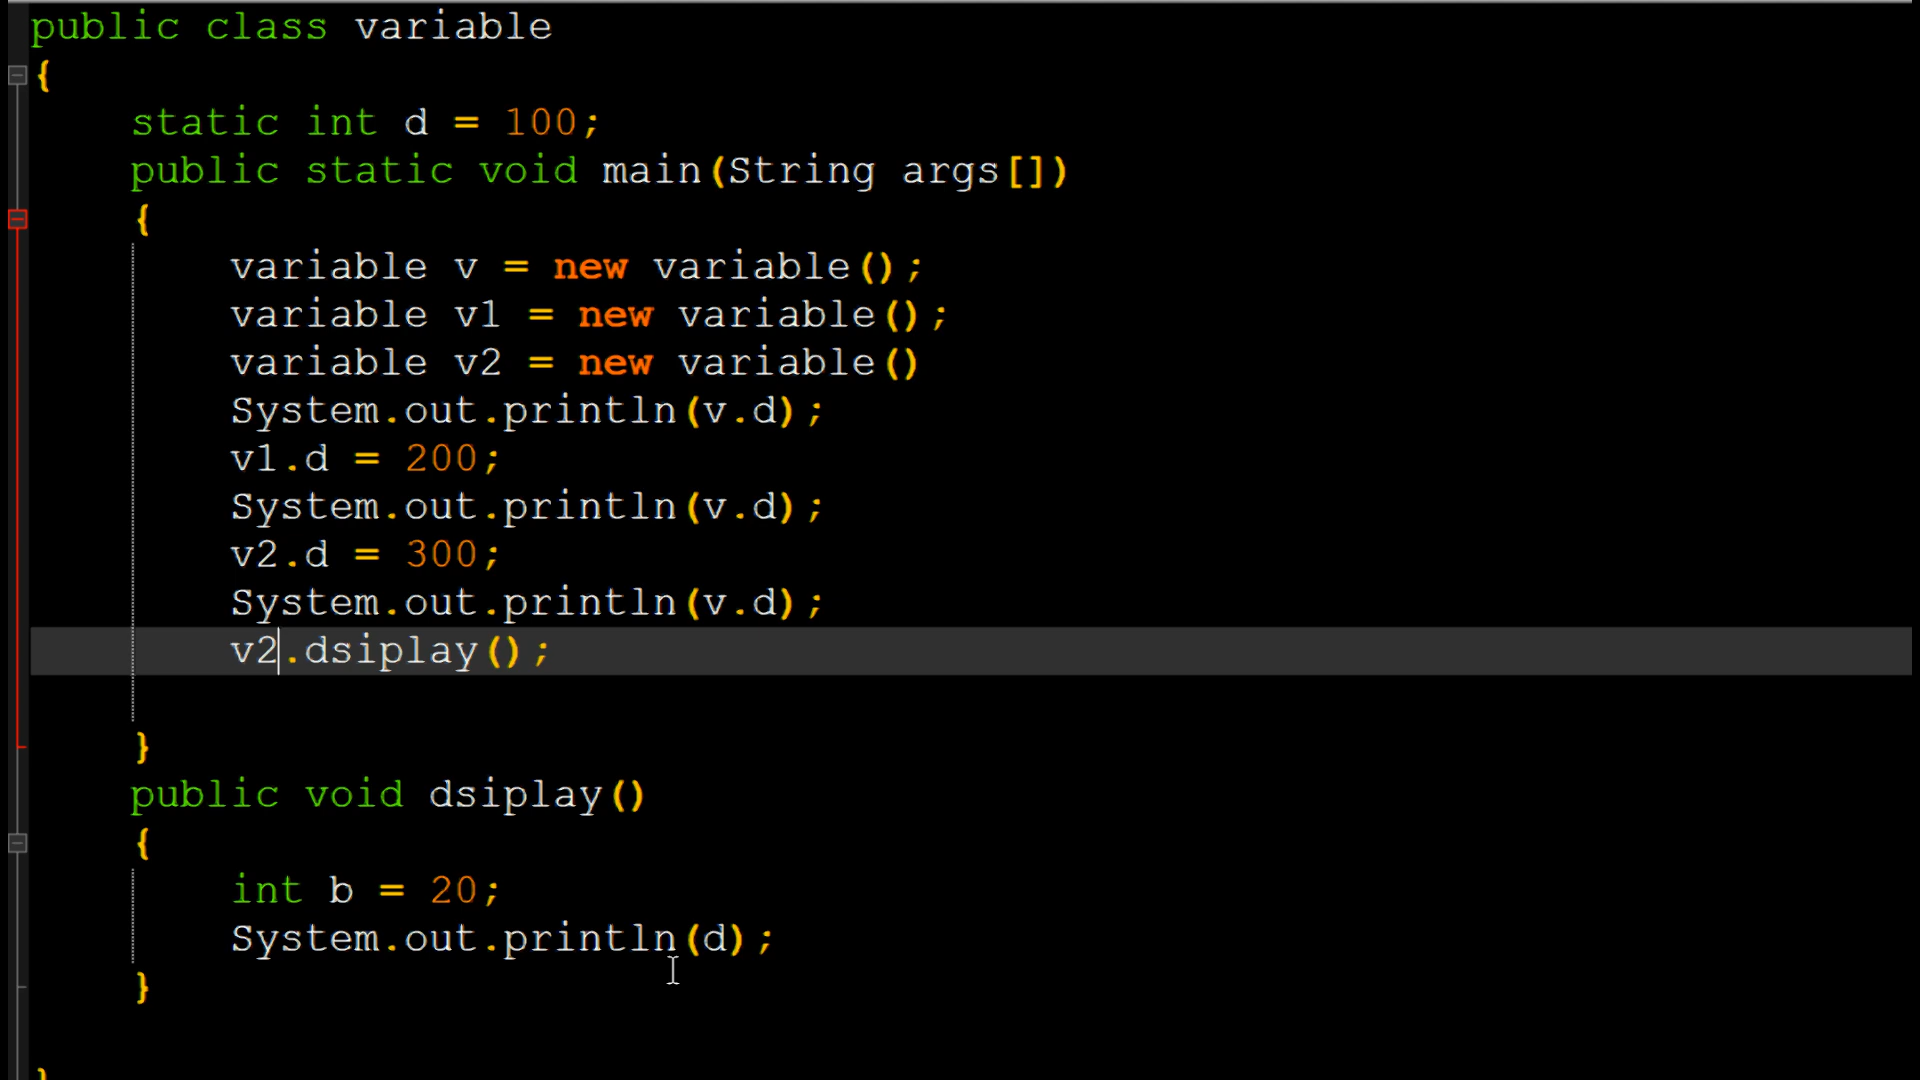 public class variable
{
static int d = 100;
public static void main(String args[])
{
variable v = new variable();
variable v1 = new variable();
variable v2 = new variable()
System.out.println(v.d);
v1.d = 200;
System.out.println(v.d);
v2.d = 300;
System.out.println(v.d);
v2.dsiplay();
}
public void dsiplay()
{
int b = 20;
System.out.println(d);
}
}